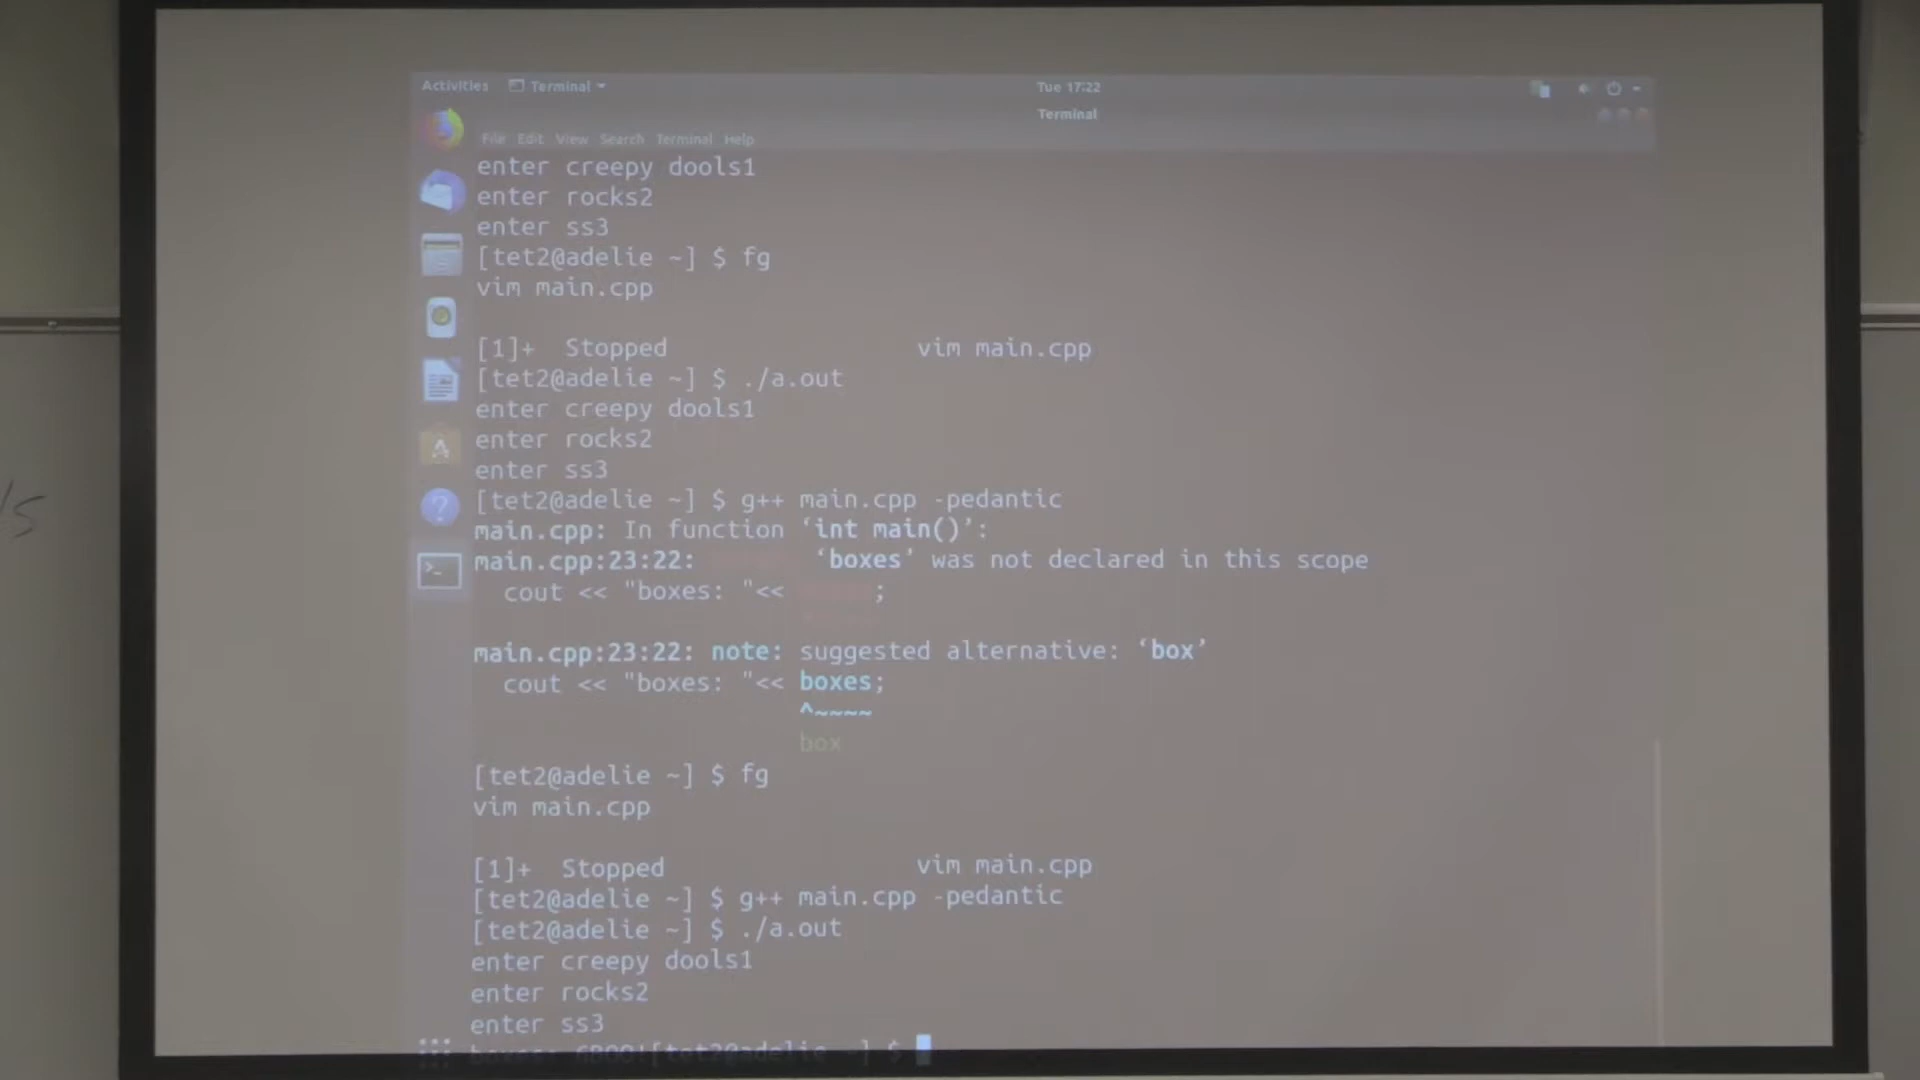 Activities Terminal Tue 17:22
Terminal
File Edit View Search Terminal Help
enter creepy dools1
enter rocks2
enter ss3
[tet2@adelie ~] $ fg
vim main.cpp
[1]+ Stopped vim main.cpp
[tet2@adelie ~] $ ./a.out
enter creepy dools1
enter rocks2
enter ss3
[tet2@adelie ~] $ g++ main.cpp -pedantic
main.cpp: In function ‘int main()’:
main.cpp:23:22: ‘boxes’ was not declared in this scope
cout << "boxes: "<< ;
main.cpp:23:22: note: suggested alternative: ‘box’
cout << "boxes: "<< boxes;
^~~~~
box
[tet2@adelie ~] $ fg
vim main.cpp
[1]+ Stopped vim main.cpp
[tet2@adelie ~] $ g++ main.cpp -pedantic
[tet2@adelie ~] $ ./a.out
enter creepy dools1
enter rocks2
enter ss3
boxes: [tet2@adelie ~] $